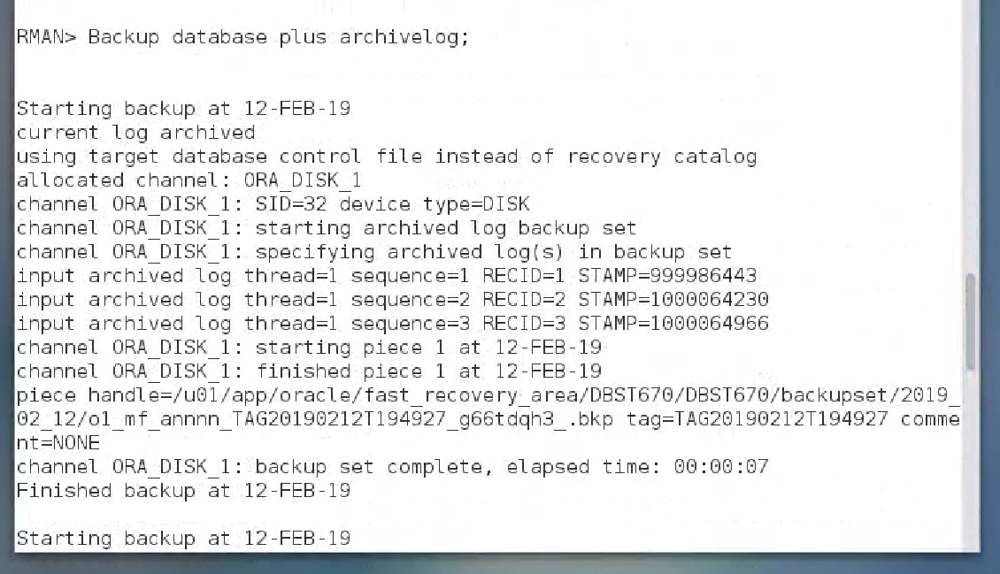 RMAN> Backup database plus archivelog;
Starting backup at 12-FEB-19
current log archived
using target database control file instead of recovery catalog
allocated channel: ORA_DISK_1
channel ORA_DISK_1: SID=32 device type=DISK
channel ORA_DISK_1: starting archived log backup set
channel ORA_DISK_1: specifying archived log(s) in backup set
input archived log thread=1 sequence=1 RECID=1 STAMP=999986443
input archived log thread=1 sequence=2 RECID=2 STAMP=1000064230
input archived log thread=1 sequence=3 RECID=3 STAMP=1000064966
channel ORA_DISK_1: starting piece 1 at 12-FEB-19
channel ORA_DISK_1: finished piece 1 at 12-FEB-19
piece handle=/u01/app/oracle/fast_recovery_area/DBST670/DBST670/backupset/2019_
02_12/o1_mf_annnn_TAG20190212T194927_g66tdqh3_.bkp tag=TAG20190212T194927 comme
nt=NONE
channel ORA_DISK_1: backup set complete, elapsed time: 00:00:07
Finished backup at 12-FEB-19
Starting backup at 12-FEB-19